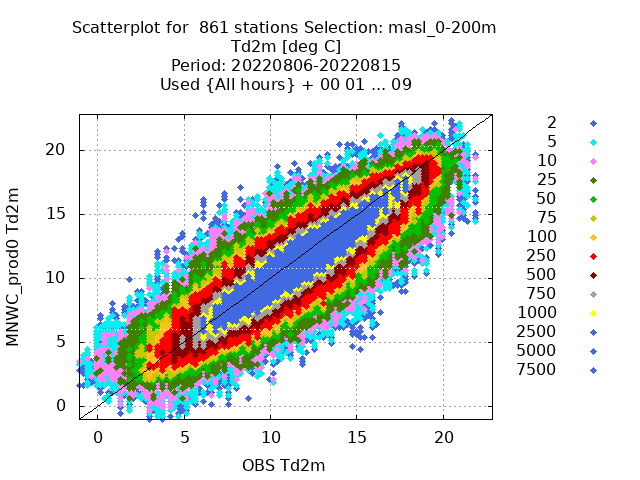 Scatterplot for  861 stations Selection: masl_0-200m
Td2m [deg C]
Period: 20220806-20220815
Used {All hours} + 00 01 ... 09
MNWC_prod0 Td2m
20
15
10
5
0
0 5 10 15 20
OBS Td2m
2
5
10
25
50
75
100
250
500
750
1000
2500
5000
7500